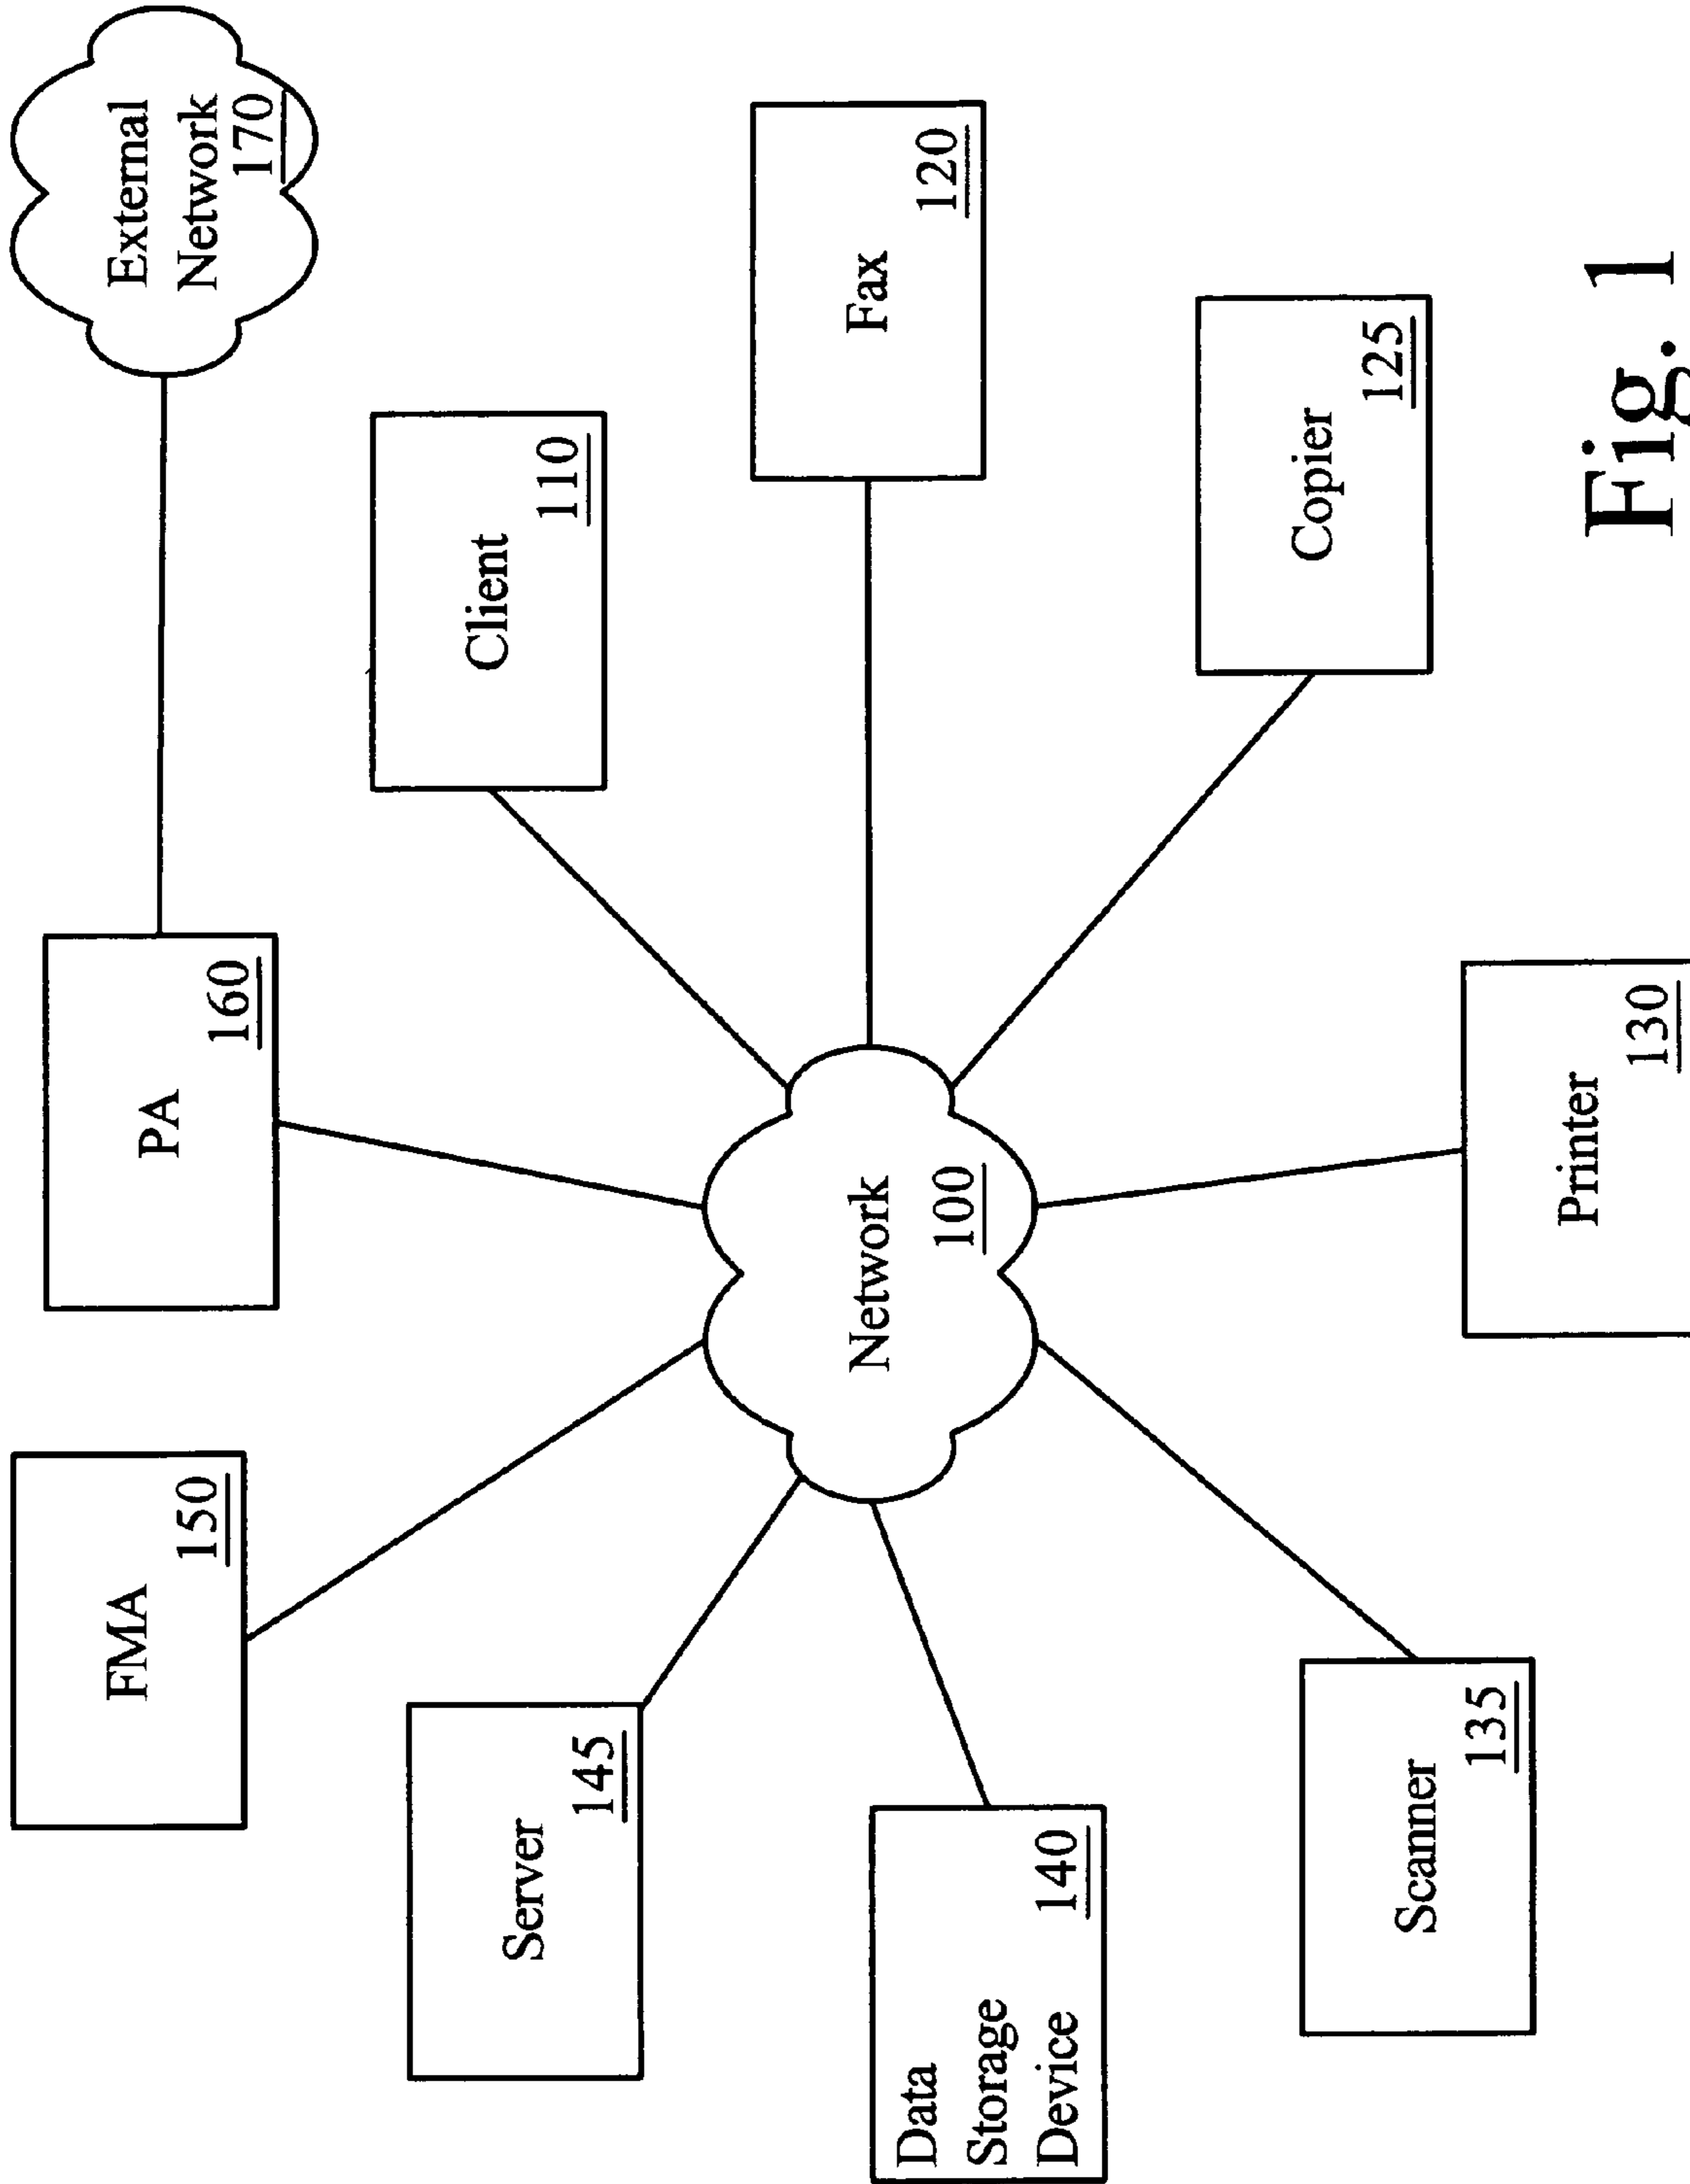 External
Network
170
PA
160
FMA
150
Client
110
Server
145
Network
100
Fax
120
Data
Storage
Device
140
Copier
125
Scanner
135
Printer
130
Fig. 1